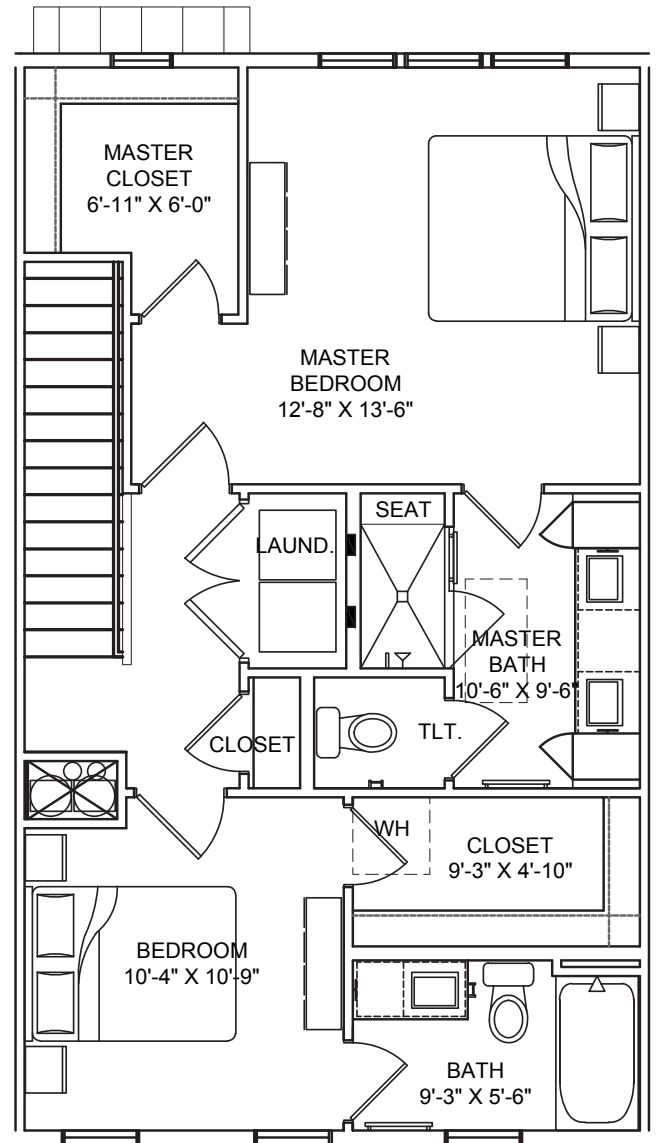 MASTER
CLOSET
6'-11" X 6'-0"
MASTER
BEDROOM
12'-8" X 13'-6"
SEAT
LAUND.
MASTER
BATH
10'-6" X 9'-6"
TLT.
CLOSET
WH
CLOSET
9'-3" X 4'-10"
BEDROOM
10'-4" X 10'-9"
BATH
9'-3" X 5'-6"